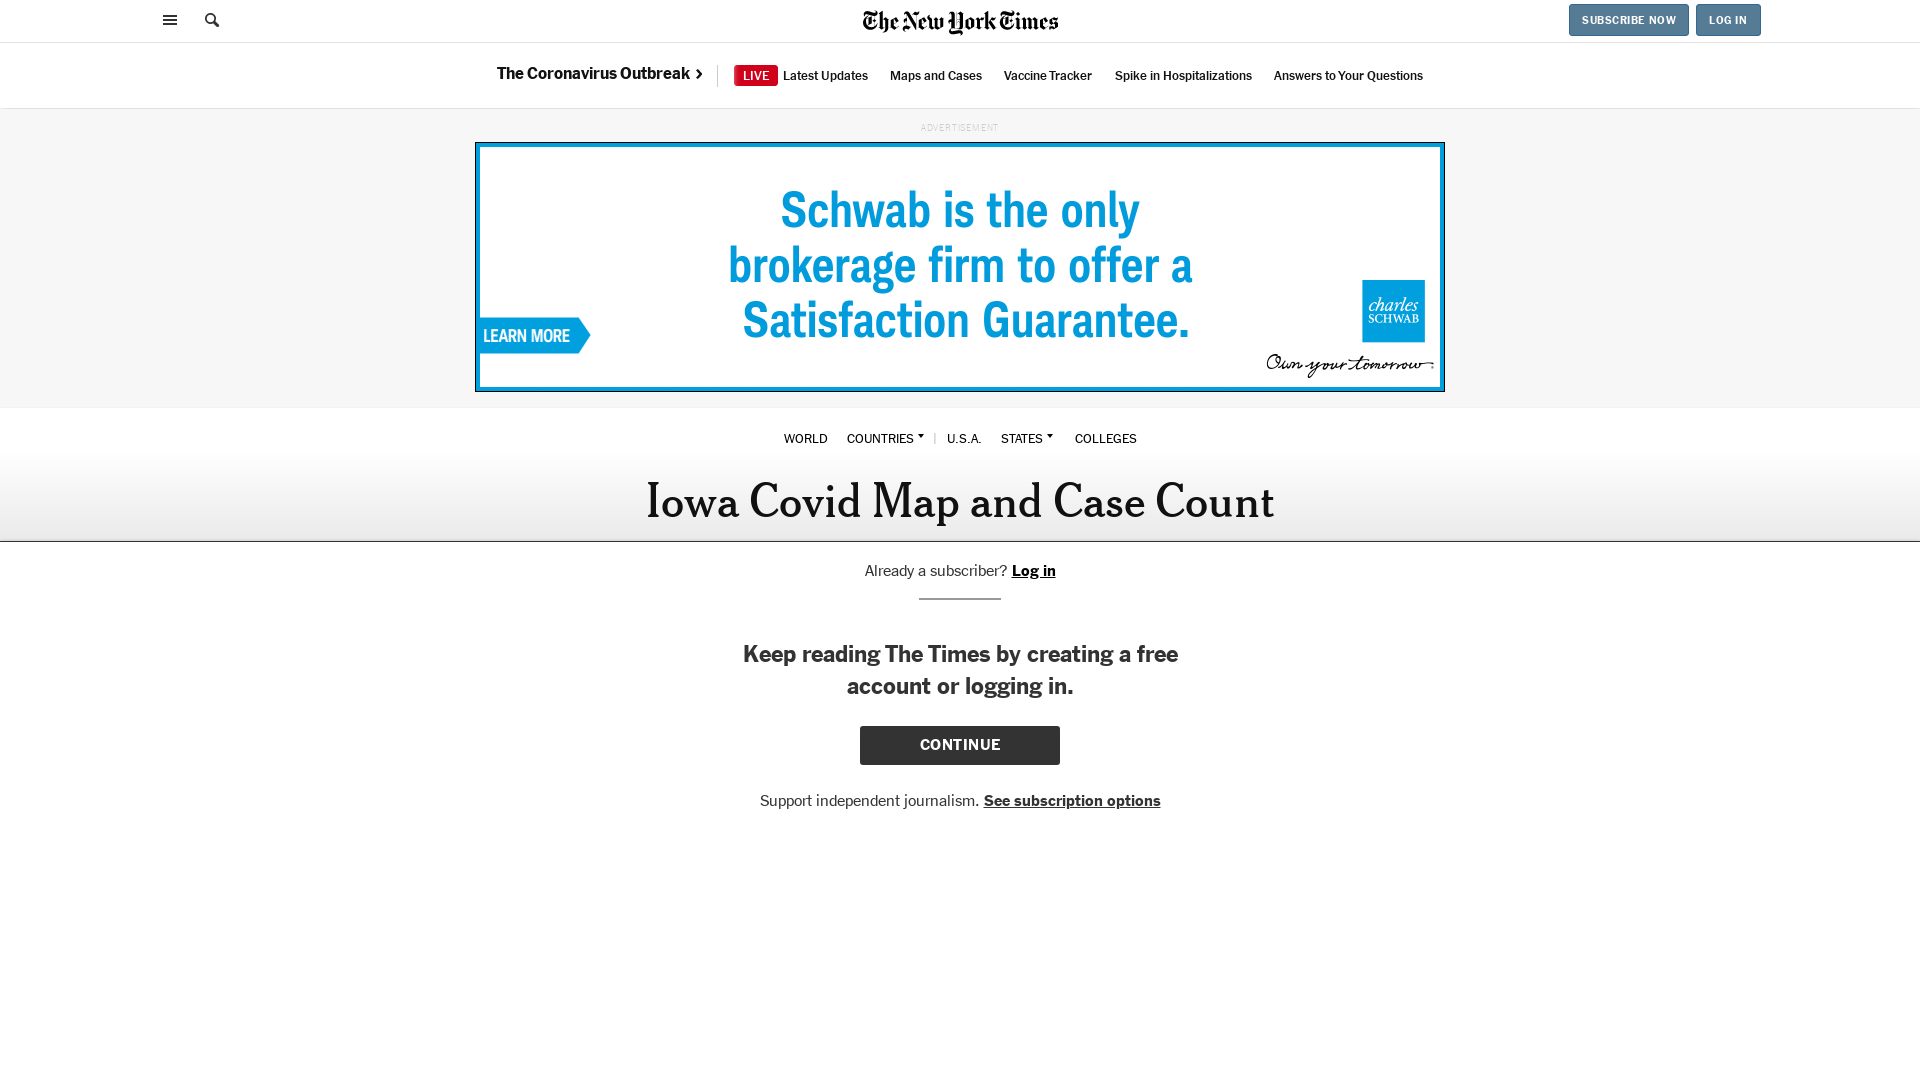 The New York Times
SUBSCRIBE NOW
LOG IN
The Coronavirus Outbreak
LIVE Latest Updates
Maps and Cases
Vaccine Tracker
Spike in Hospitalizations
Answers to Your Questions
ADVERTISEMENT
Schwab is the only
brokerage firm to offer a
Satisfaction Guarantee.
LEARN MORE
charles
SCHWAB
Own your tomorrow
WORLD
COUNTRIES
U.S.A.
STATES
COLLEGES
Iowa Covid Map and Case Count
Already a subscriber? Log in
Keep reading The Times by creating a free
account or logging in.
CONTINUE
Support independent journalism. See subscription options